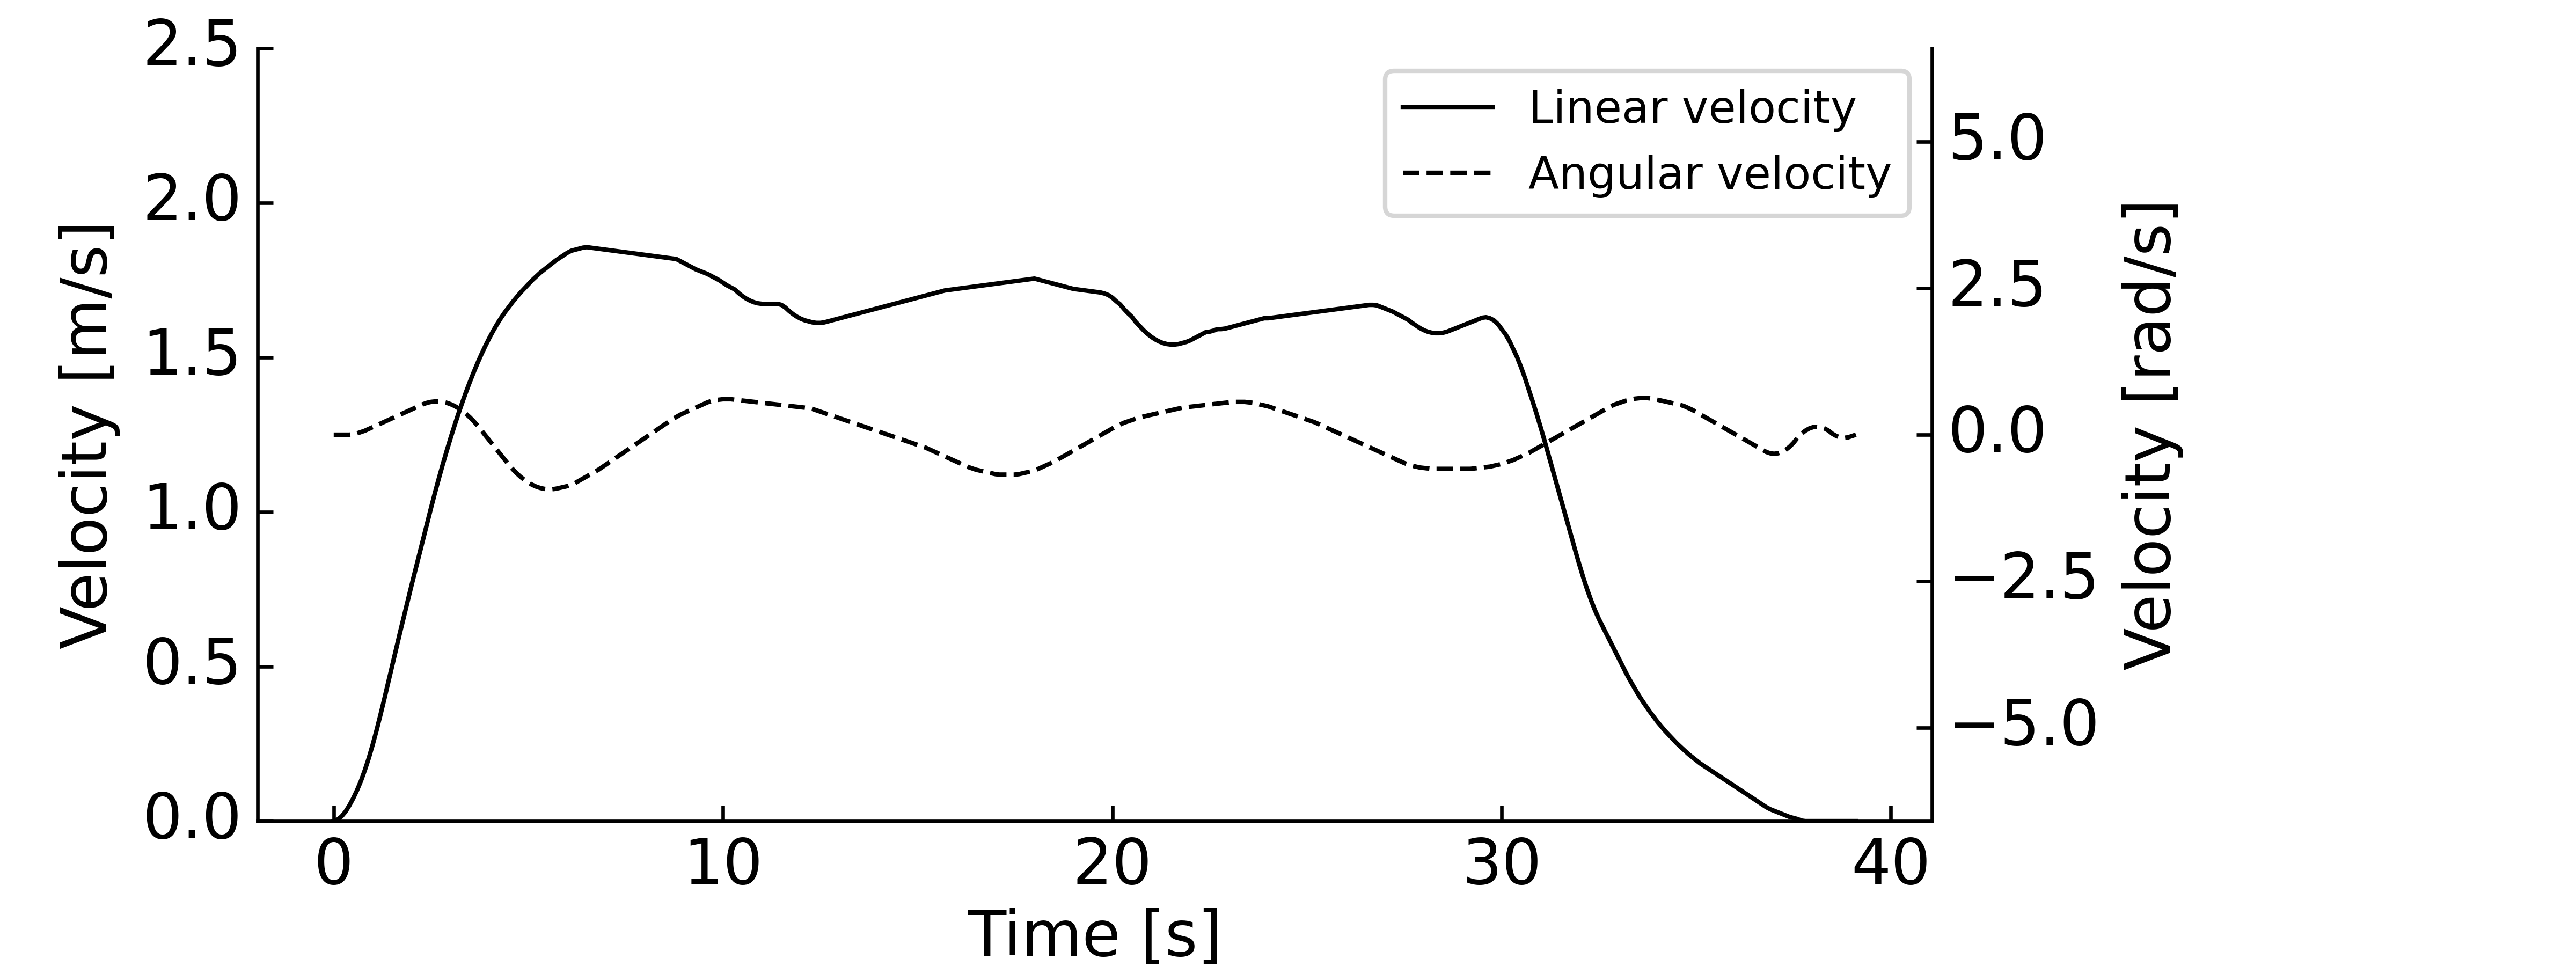 2.5
2.0
1.5
1.0
0.5
0.0
Velocity [m/s]
Linear velocity
Angular velocity
5.0
2.5
0.0
−2.5
−5.0
Velocity [rad/s]
0 10 20 30 40
Time [s]